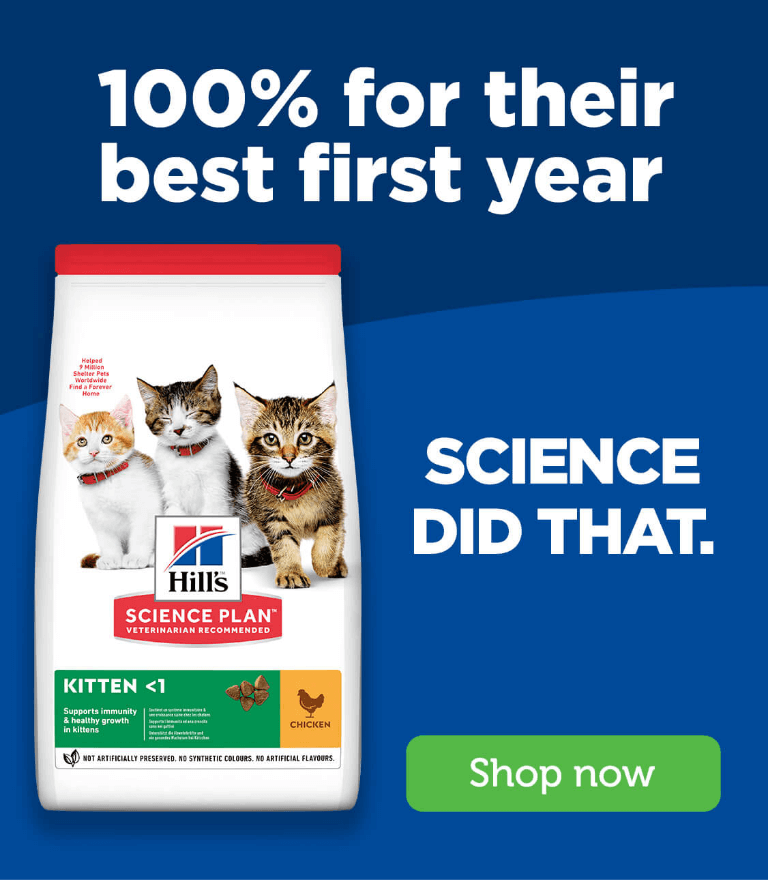 100% for their
best first year
Helped
9 Million
Shelter Pets
Worldwide
Find a Forever
Home
SCIENCE
DID THAT.
Hill's
SCIENCE PLAN™
VETERINARIAN RECOMMENDED
KITTEN <1
Supports immunity
& healthy growth
in kittens
CHICKEN
NOT ARTIFICIALLY PRESERVED. NO SYNTHETIC COLOURS. NO ARTIFICIAL FLAVOURS.
Shop now